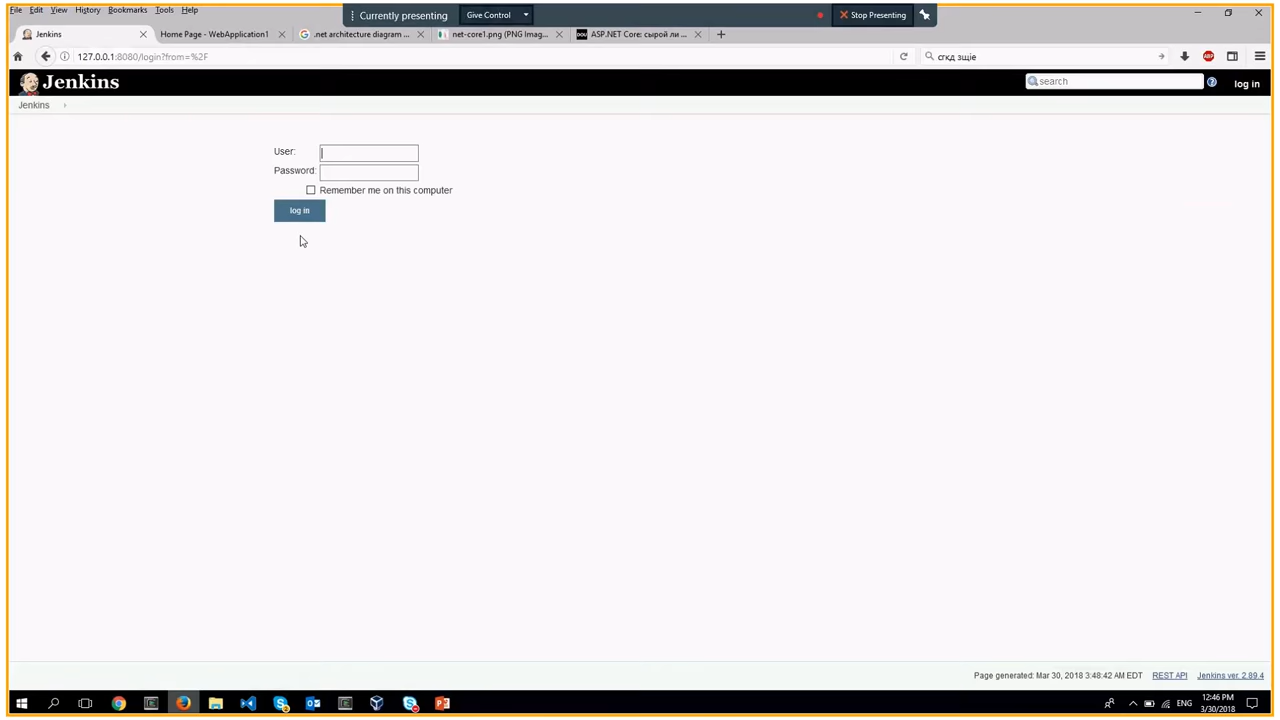 File Edit View History Bookmarks Tools Help
Currently presenting Give Control Stop Presenting
Jenkins Home Page - WebApplication1 .net architecture diagram ... net-core1.png (PNG Imag... ASP.NET Core: сырой ли ...
127.0.0.1:8080/login?from=%2F сгкд зщіе
Jenkins search log in
Jenkins
User:
Password:
Remember me on this computer
log in
Page generated: Mar 30, 2018 3:48:42 AM EDT REST API Jenkins ver. 2.89.4
ENG 12:46 PM
3/30/2018